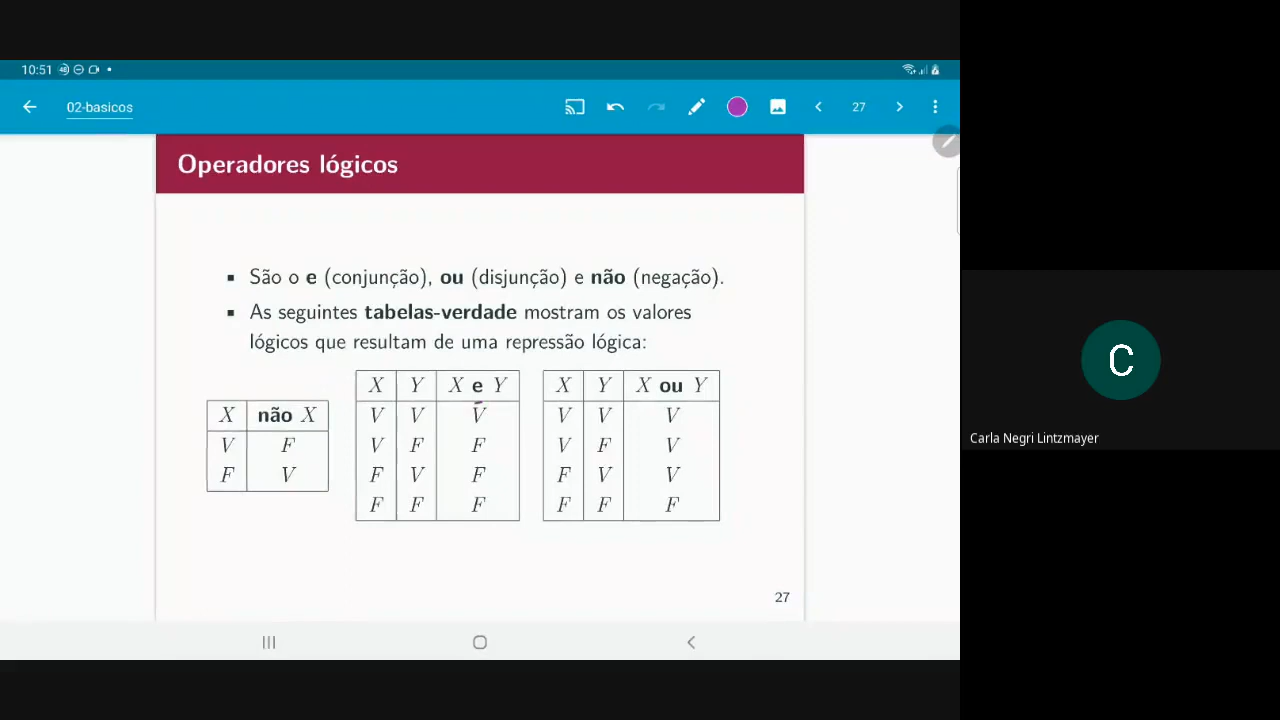 10:51
02-basicos
27
Operadores lógicos
São o e (conjunção), ou (disjunção) e não (negação).
As seguintes tabelas-verdade mostram os valores
lógicos que resultam de uma repressão lógica:
X não X
V F
F V
X Y X e Y
V V V
V F F
F V F
F F F
X Y X ou Y
V V V
V F V
F V V
F F F
27
C
Carla Negri Lintzmayer